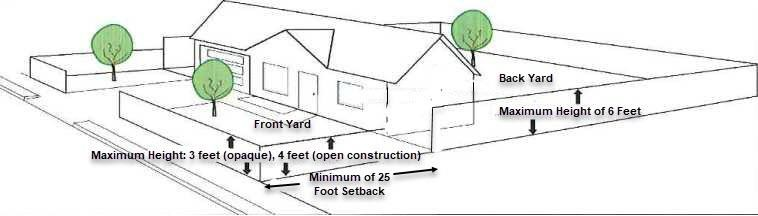 Back Yard
Maximum Height of 6 Feet
Front Yard
Maximum Height: 3 feet (opaque), 4 feet (open construction)
Minimum of 25
Foot Setback